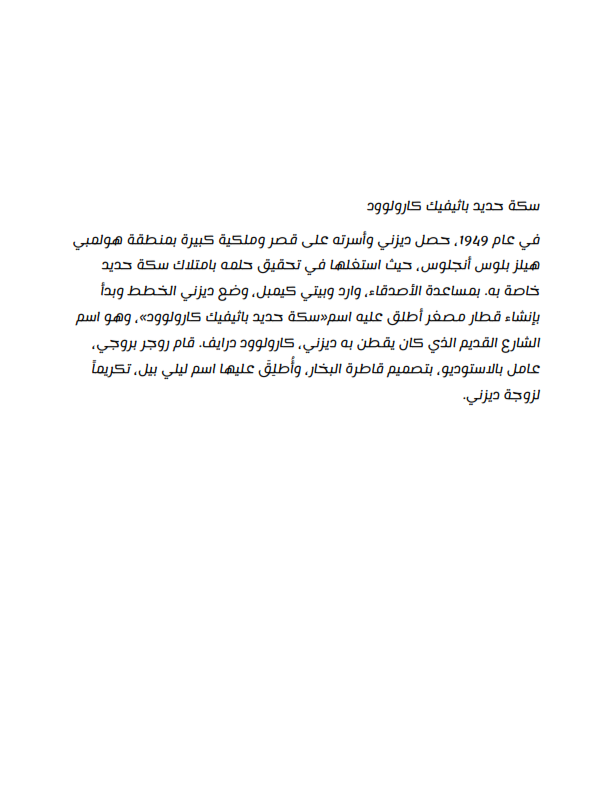 سكة حديد باثيفيك كارولوود
في عام 1949، حصل ديزني وأسرته على قصر وملكية كبيرة بمنطقة هولمبي
هيلز بلوس أنجلوس، حيث استغلها في تحقيق حلمه بامتلاك سكة حديد
خاصة به. بمساعدة الأصدقاء، وارد وبيتي كيمبل، وضع ديزني الخطط وبدأ
بإنشاء قطار مصغر أطلق عليه اسم«سكة حديد باثيفيك كارولوود»، وهو اسم
الشارع القديم الذي كان يقطن به ديزني، كارولوود درايف. قام روجر بروجي،
عامل بالاستوديو، بتصميم قاطرة البخار، وأُطلِقَ عليها اسم ليلي بيل، تكريماً
لزوجة ديزني.